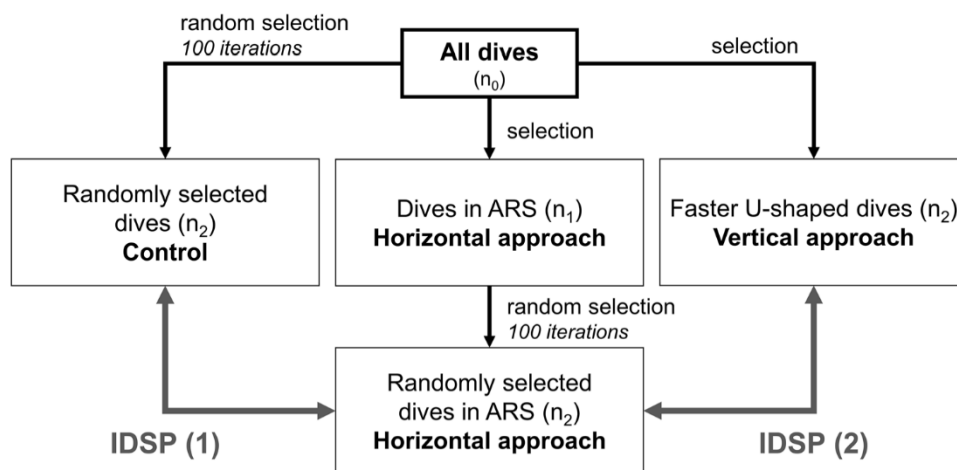 random selection
100 iterations
All dives
(n₀)
selection
selection
Randomly selected
dives (n₂)
Control
Dives in ARS (n₁)
Horizontal approach
Faster U-shaped dives (n₂)
Vertical approach
random selection
100 iterations
Randomly selected
dives in ARS (n₂)
Horizontal approach
IDSP (1)
IDSP (2)